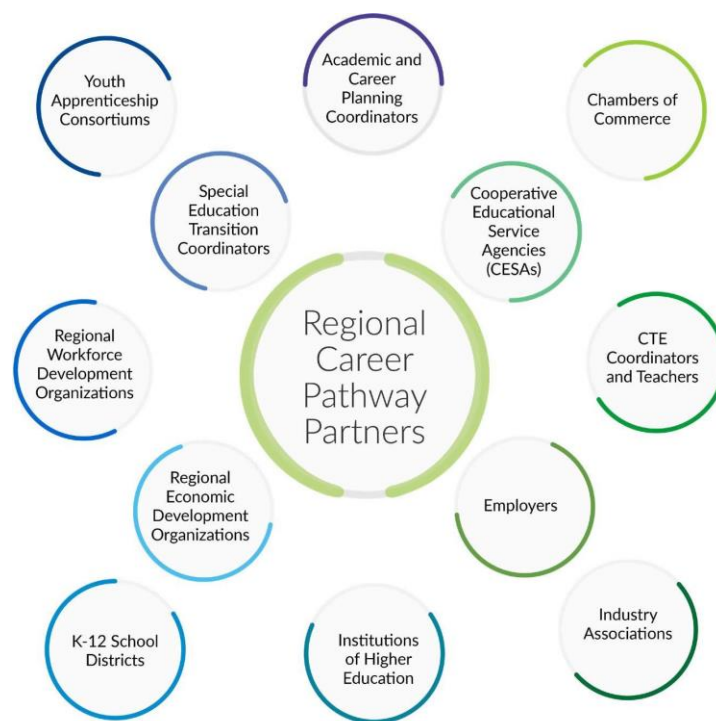 Youth
Apprenticeship
Consortiums
Academic and
Career
Planning
Coordinators
Chambers of
Commerce
Special
Education
Transition
Coordinators
Cooperative
Educational
Service
Agencies
(CESAs)
Regional
Career
Pathway
Partners
Regional
Workforce
Development
Organizations
CTE
Coordinators
and Teachers
Regional
Economic
Development
Organizations
Employers
K-12 School
Districts
Institutions
of Higher
Education
Industry
Associations